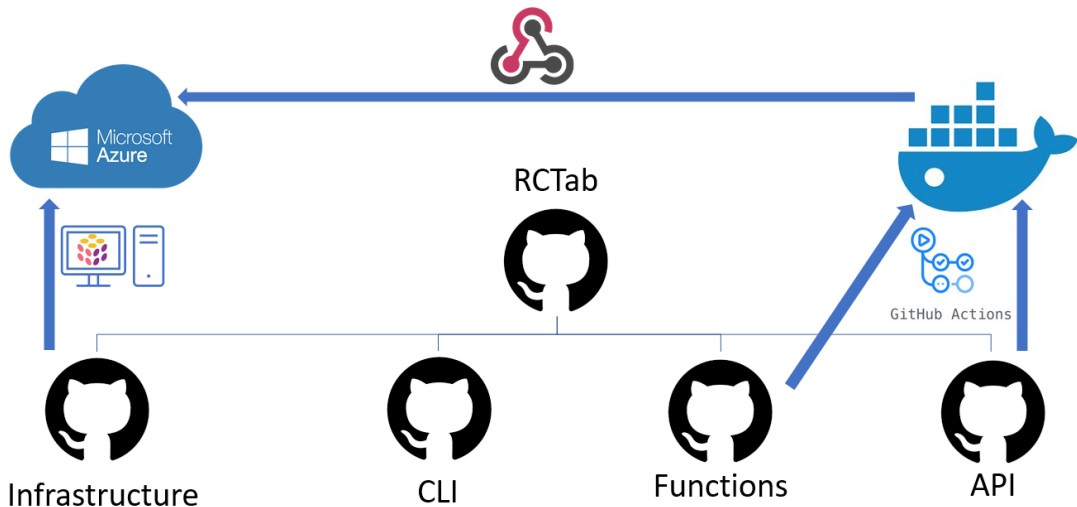 Microsoft
Azure
RCTab
GitHub Actions
Infrastructure
CLI
Functions
API